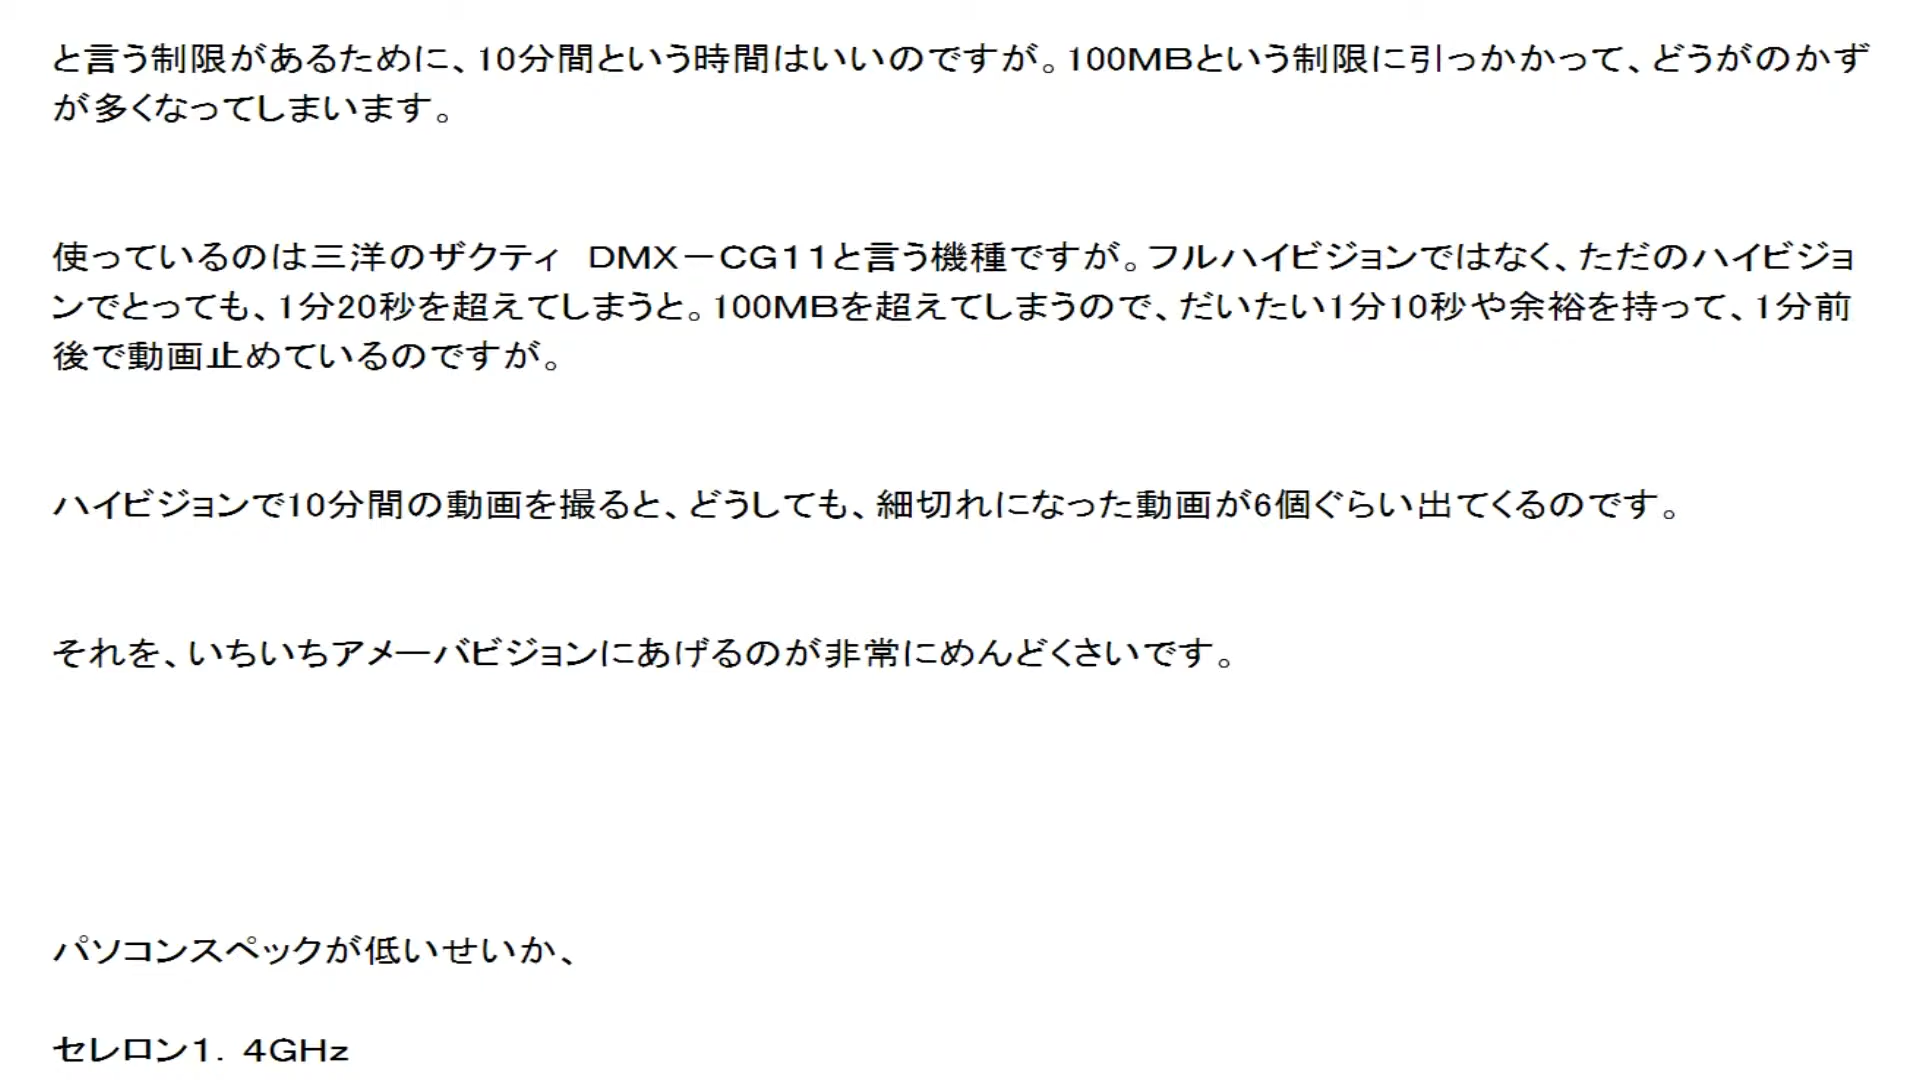 と言う制限があるために、10分間という時間はいいのですが。100MBという制限に引っかかって、どうがのかず
が多くなってしまいます。
使っているのは三洋のザクティ　DMX－CG11と言う機種ですが。フルハイビジョンではなく、ただのハイビジョ
ンでとっても、1分20秒を超えてしまうと。100MBを超えてしまうので、だいたい1分10秒や余裕を持って、1分前
後で動画止めているのですが。
ハイビジョンで10分間の動画を撮ると、どうしても、細切れになった動画が6個ぐらい出てくるのです。
それを、いちいちアメーバビジョンにあげるのが非常にめんどくさいです。
パソコンスペックが低いせいか、
セレロン1．4GHz